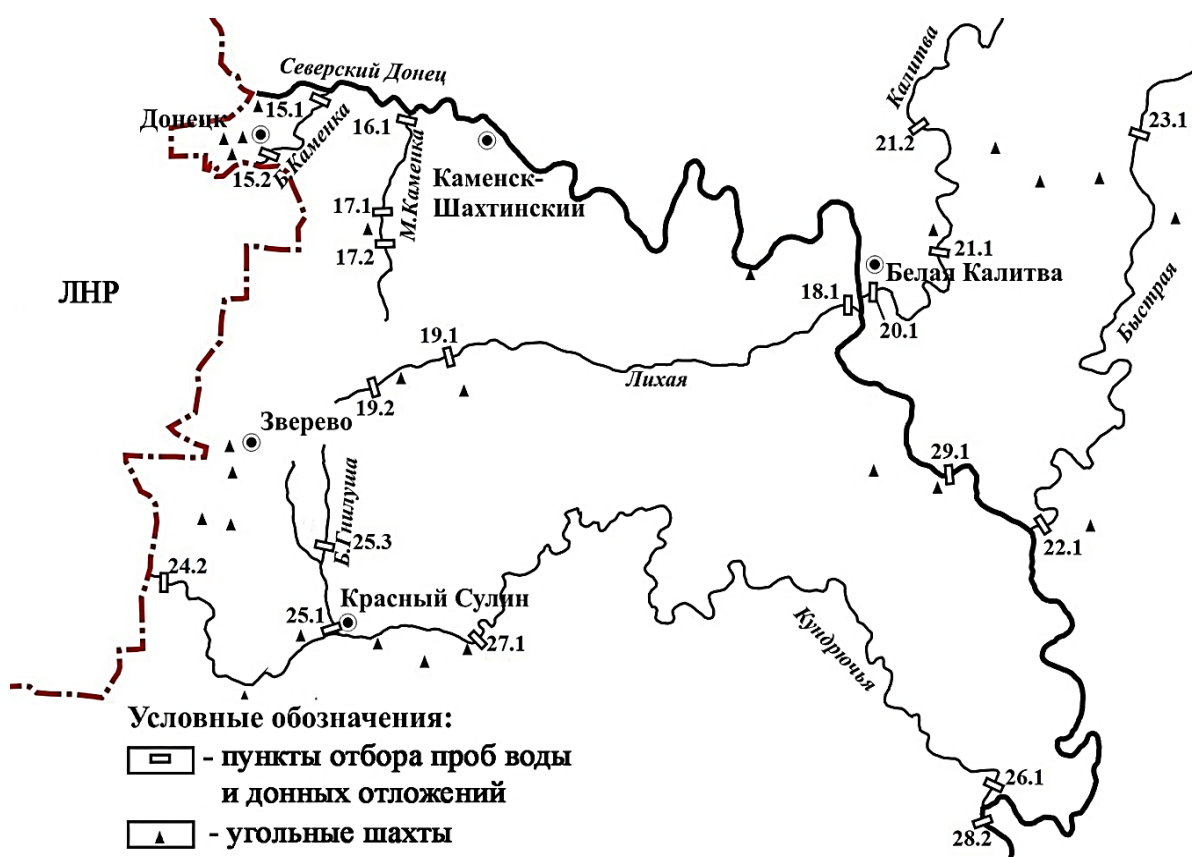 Северский Донец
Калитва
15.1
Донецк
16.1
23.1
21.2
15.2
Б.Каменка
М.Каменка
Каменск-
Шахтинский
17.1
17.2
21.1
Белая Калитва
ЛНР
18.1
20.1
Быстрая
19.1
19.2
Лихая
Зверево
29.1
Б.Гнилуша
25.3
22.1
24.2
Красный Сулин
25.1
27.1
Кундрючья
Условные обозначения:
- пункты отбора проб воды
и донных отложений
- угольные шахты
26.1
28.2